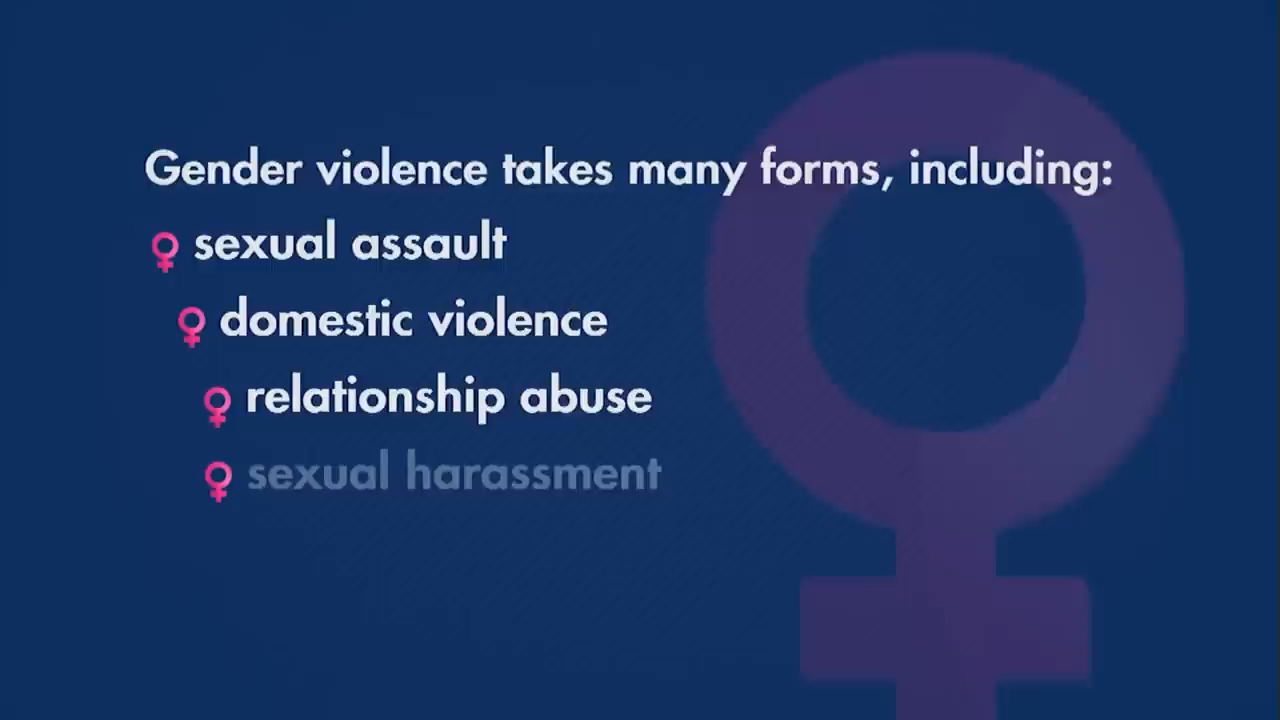 Gender violence takes many forms, including:
sexual assault
domestic violence
relationship abuse
sexual harassment